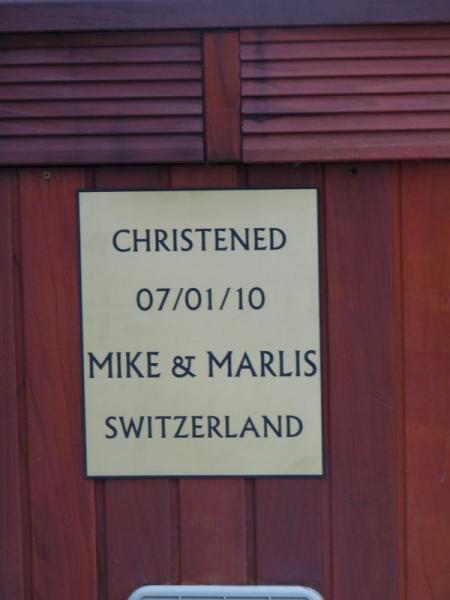 CHRISTENED
07/01/10
MIKE & MARLIS
SWITZERLAND